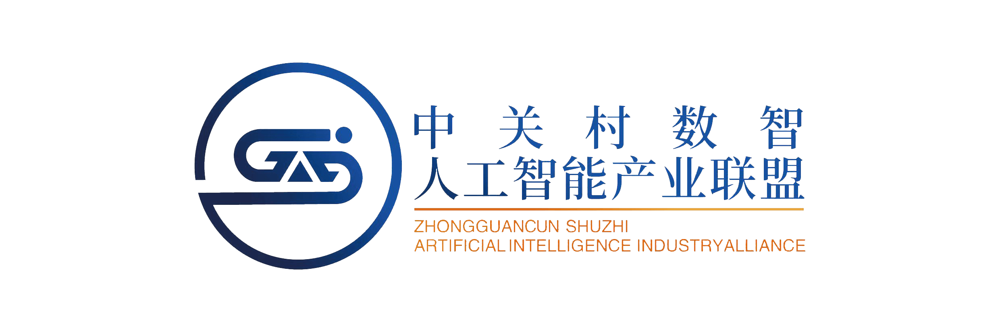 中关村数智
人工智能产业联盟
ZHONGGUANCUN SHUZHI
ARTIFICIAL INTELLIGENCE INDUSTRYALLIANCE